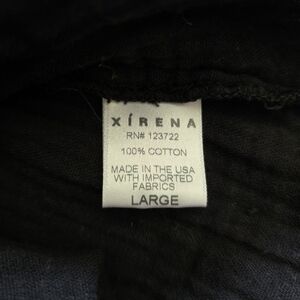 XÍRENA
RN# 123722
100% COTTON
MADE IN THE USA
WITH IMPORTED
FABRICS
LARGE